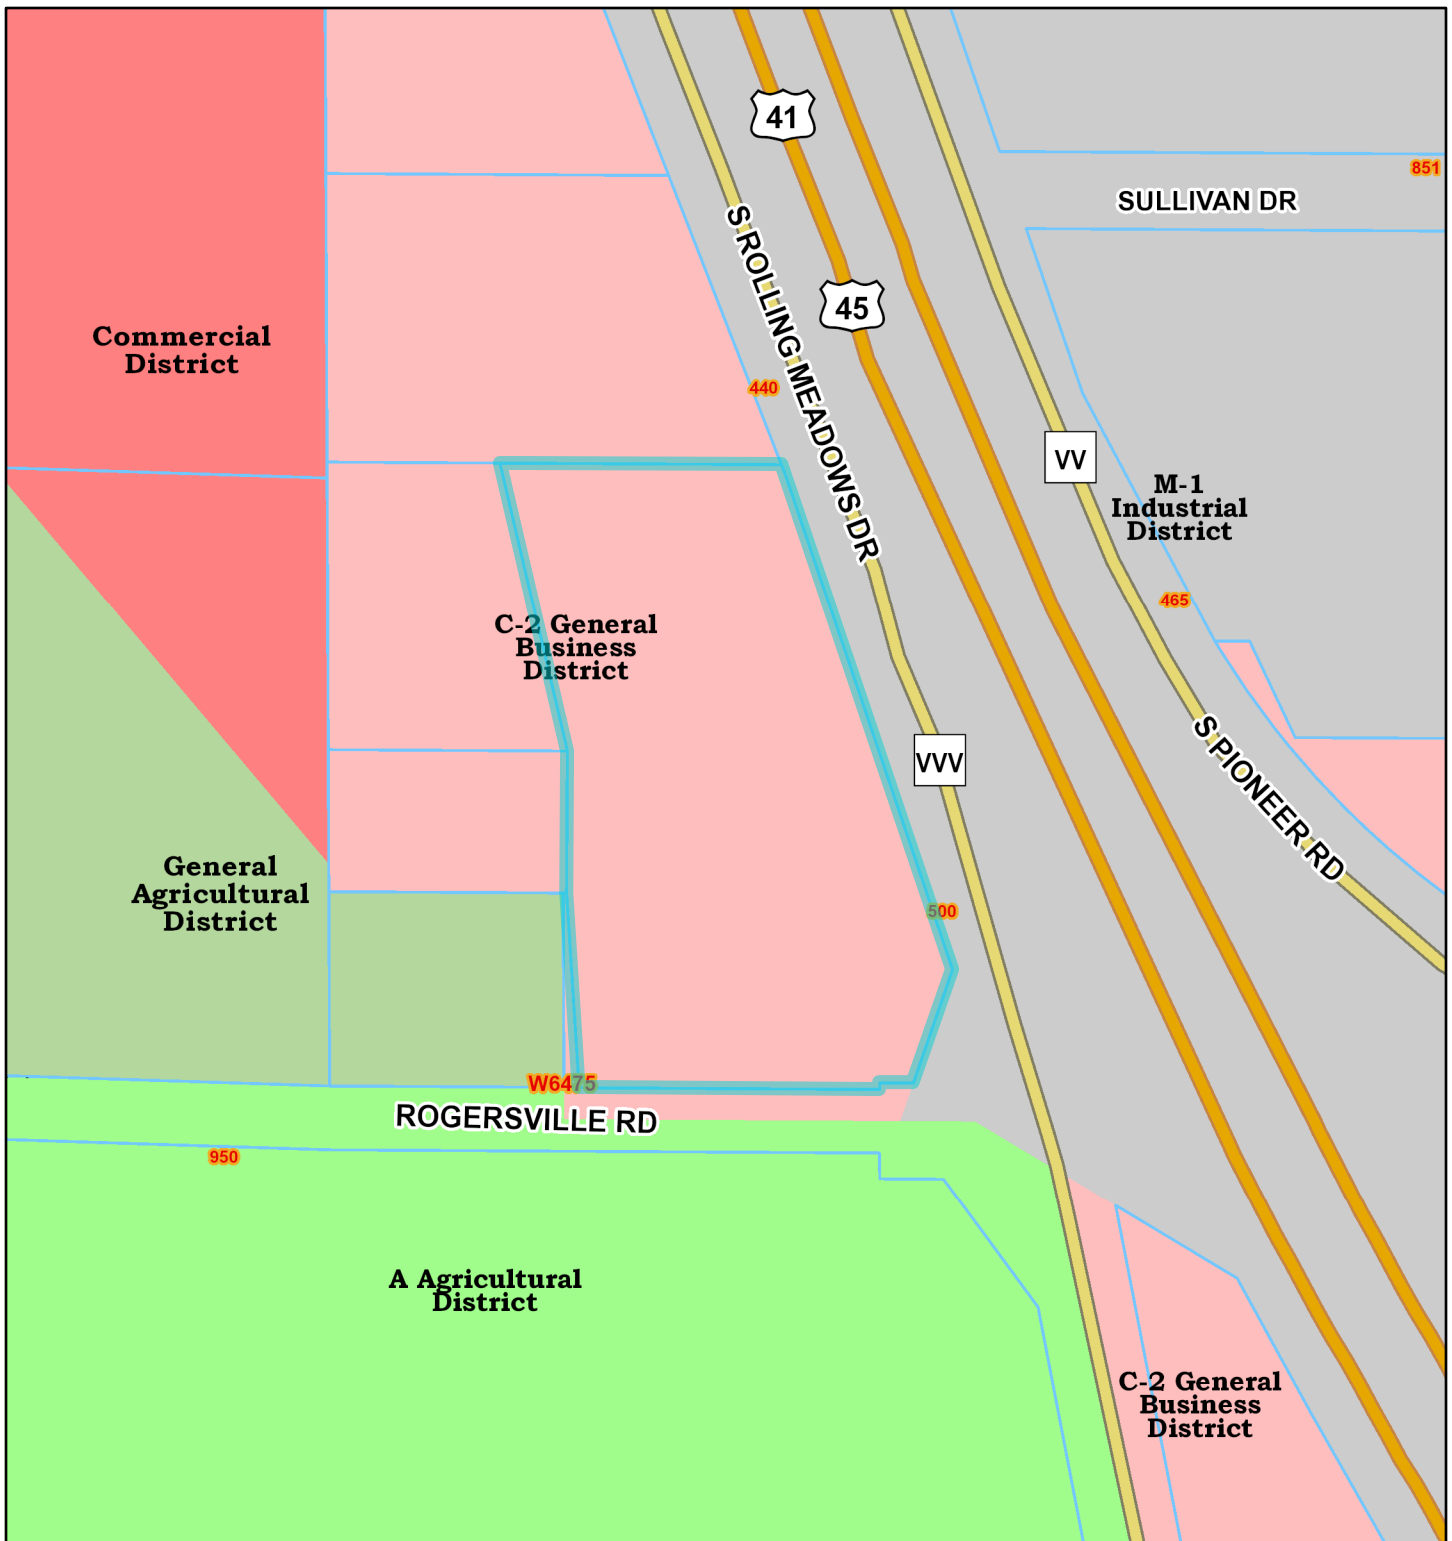 41
851
SULLIVAN DR
S ROLLING MEADOWS DR
45
Commercial
District
440
VV
M-1
Industrial
District
465
C-2 General
Business
District
S PIONEER RD
VVV
General
Agricultural
District
500
W6475
ROGERSVILLE RD
950
A Agricultural
District
C-2 General
Business
District